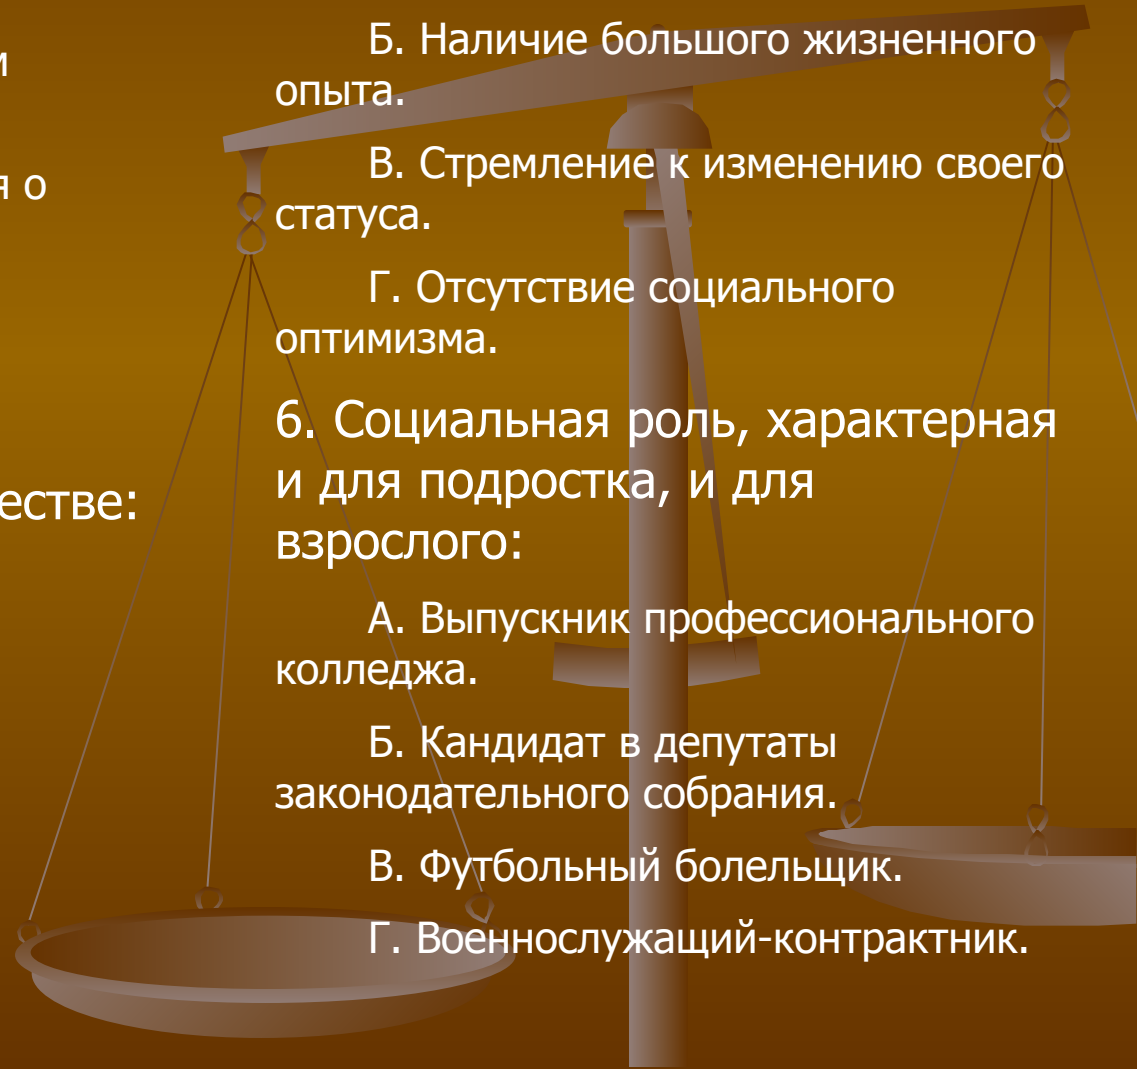 и
я о
естве:
Б. Наличие большого жизненного
опыта.
В. Стремление к изменению своего
статуса.
Г. Отсутствие социального
оптимизма.
6. Социальная роль, характерная
и для подростка, и для
взрослого:
А. Выпускник профессионального
колледжа.
Б. Кандидат в депутаты
законодательного собрания.
В. Футбольный болельщик.
Г. Военнослужащий-контрактник.